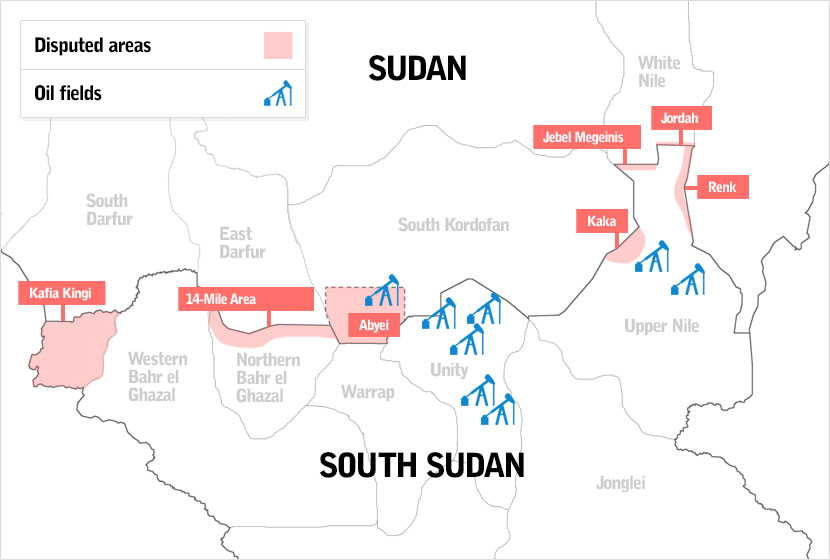 Disputed areas
Oil fields
SUDAN
White
Nile
Jordah
Jebel Megeinis
Renk
South
Darfur
East
Darfur
South Kordofan
Kaka
Kafia Kingi
14-Mile Area
Abyei
Upper Nile
Western
Bahr el
Ghazal
Northern
Bahr el
Ghazal
Warrap
Unity
SOUTH SUDAN
Jonglei